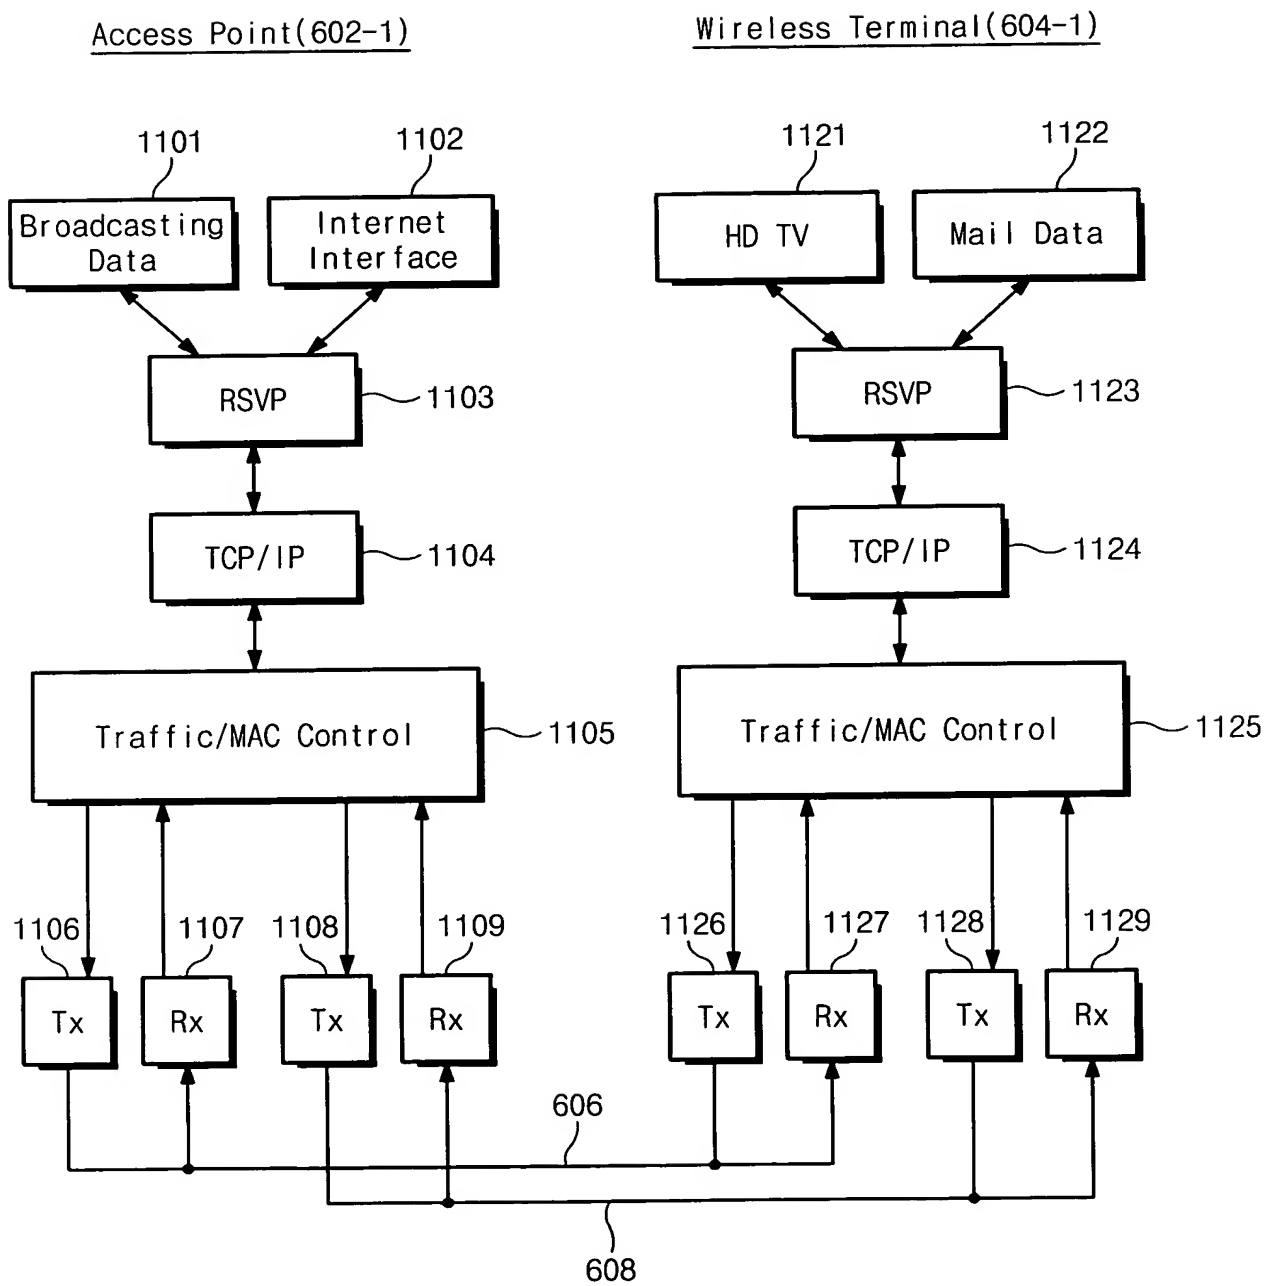 Access Point(602-1)
Wireless Terminal(604-1)
1101
1102
1121
1122
Broadcasting
Data
Internet
Interface
HD TV
Mail Data
RSVP
1103
RSVP
1123
TCP/IP
1104
TCP/IP
1124
Traffic/MAC Control
1105
Traffic/MAC Control
1125
1106
1107
1108
1109
1126
1127
1128
1129
Tx
Rx
Tx
Rx
Tx
Rx
Tx
Rx
606
608